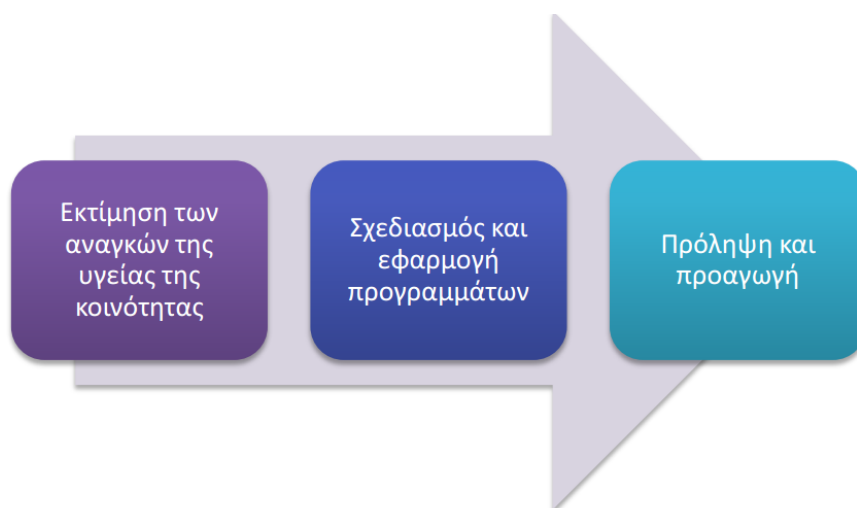 Εκτίμηση των
αναγκών της
υγείας της
κοινότητας
Σχεδιασμός και
εφαρμογή
προγραμμάτων
Πρόληψη και
προαγωγή